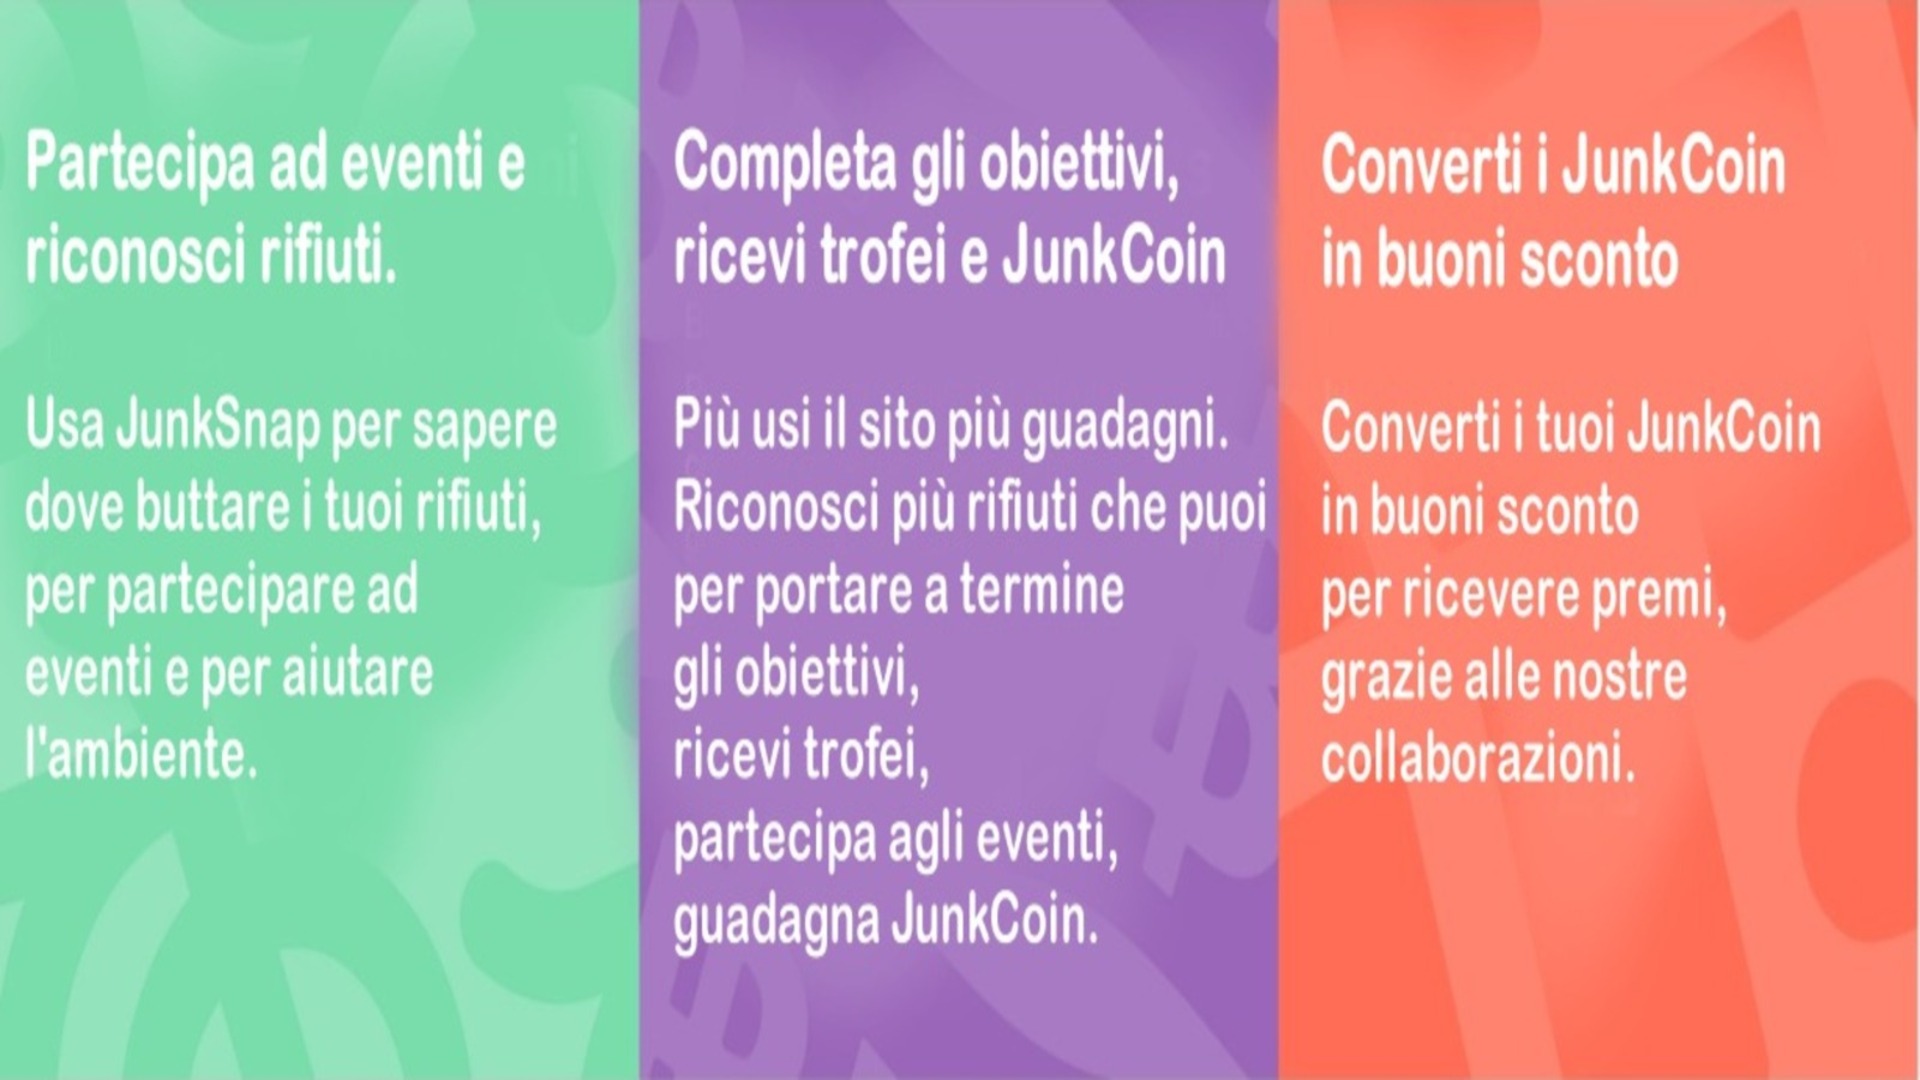 Partecipa ad eventi e
riconosci rifiuti.
Usa JunkSnap per sapere
dove buttare i tuoi rifiuti,
per partecipare ad
eventi e per aiutare
l'ambiente.
Completa gli obiettivi,
ricevi trofei e JunkCoin
Più usi il sito più guadagni.
Riconosci più rifiuti che puoi
per portare a termine
gli obiettivi,
ricevi trofei,
partecipa agli eventi,
guadagna JunkCoin.
Converti i JunkCoin
in buoni sconto
Converti i tuoi JunkCoin
in buoni sconto
per ricevere premi,
grazie alle nostre
collaborazioni.